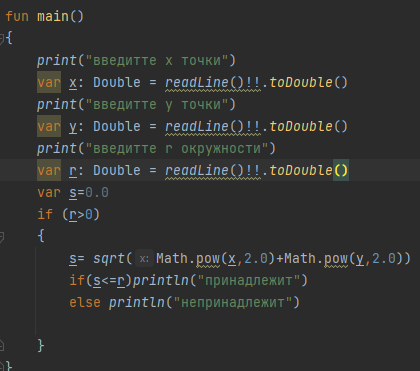 fun main()
{
print("введитте x точки")
var x: Double = readLine()!!.toDouble()
print("введитте y точки")
var y: Double = readLine()!!.toDouble()
print("введитте r окружности")
var r: Double = readLine()!!.toDouble()
var s=0.0
if (r>0)
{
s= sqrt( x: Math.pow(x,2.0)+Math.pow(y,2.0))
if(s<=r)println("принадлежит")
else println("непринадлежит")
}
}